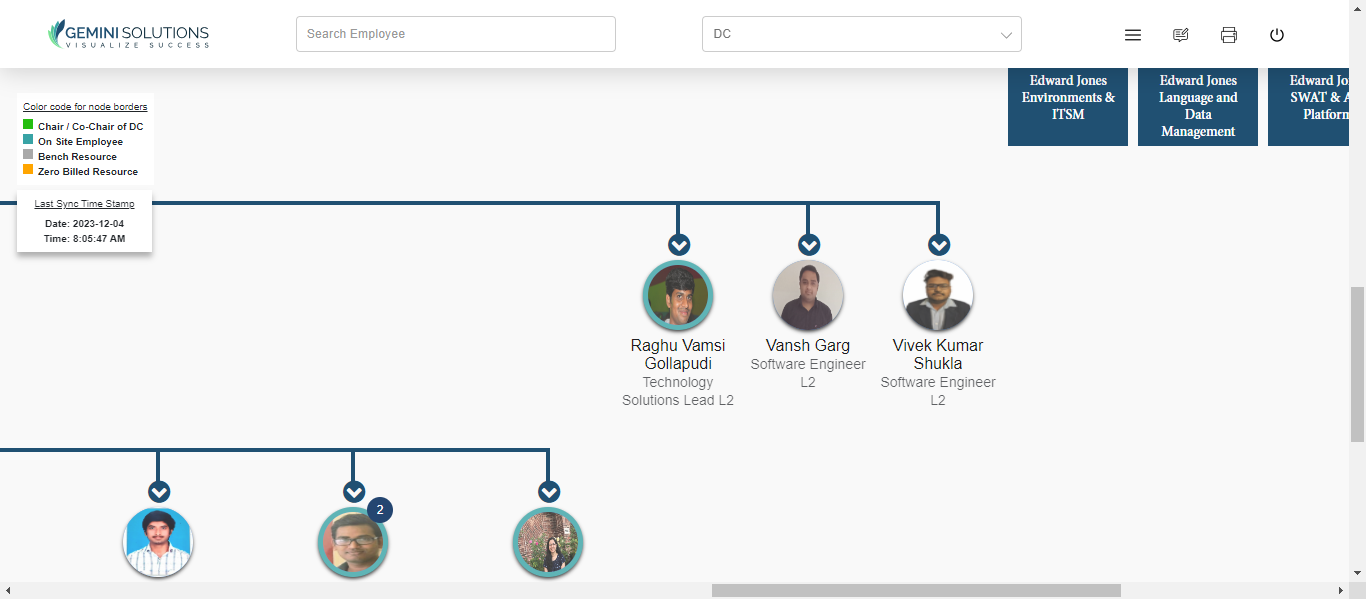 GEMINI SOLUTIONS
VISUALIZE SUCCESS
Search Employee
DC
Edward Jones
Environments &
ITSM
Edward Jones
Language and
Data
Management
Edward Jo
SWAT & A
Platform
Color code for node borders
Chair / Co-Chair of DC
On Site Employee
Bench Resource
Zero Billed Resource
Last Sync Time Stamp
Date: 2023-12-04
Time: 8:05:47 AM
Raghu Vamsi
Gollapudi
Technology
Solutions Lead L2
Vansh Garg
Software Engineer
L2
Vivek Kumar
Shukla
Software Engineer
L2
2